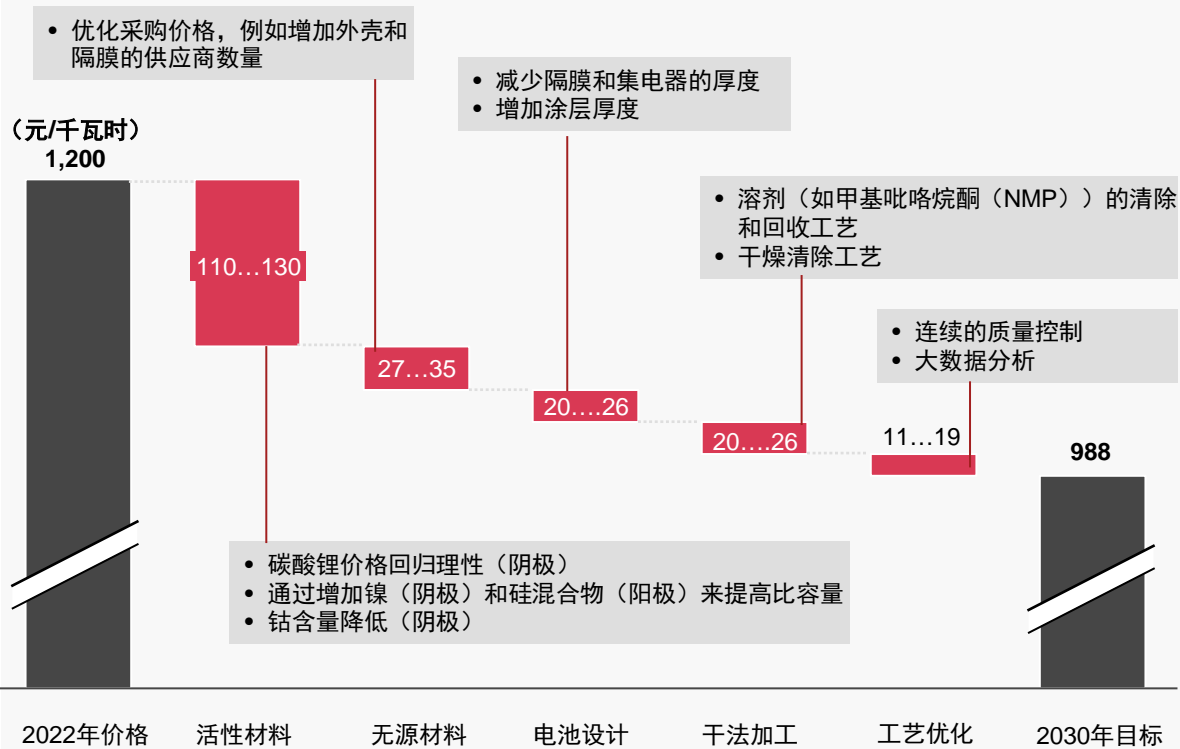 • 优化采购价格，例如增加外壳和
隔膜的供应商数量
• 减少隔膜和集电器的厚度
• 增加涂层厚度
（元/千瓦时）
1,200
• 溶剂（如甲基吡咯烷酮（NMP））的清除
和回收工艺
• 干燥清除工艺
110…130
• 连续的质量控制
• 大数据分析
27…35
20….26
20….26
11…19
988
• 碳酸锂价格回归理性（阴极）
• 通过增加镍（阴极）和硅混合物（阳极）来提高比容量
• 钴含量降低（阴极）
2022年价格
活性材料
无源材料
电池设计
干法加工
工艺优化
2030年目标